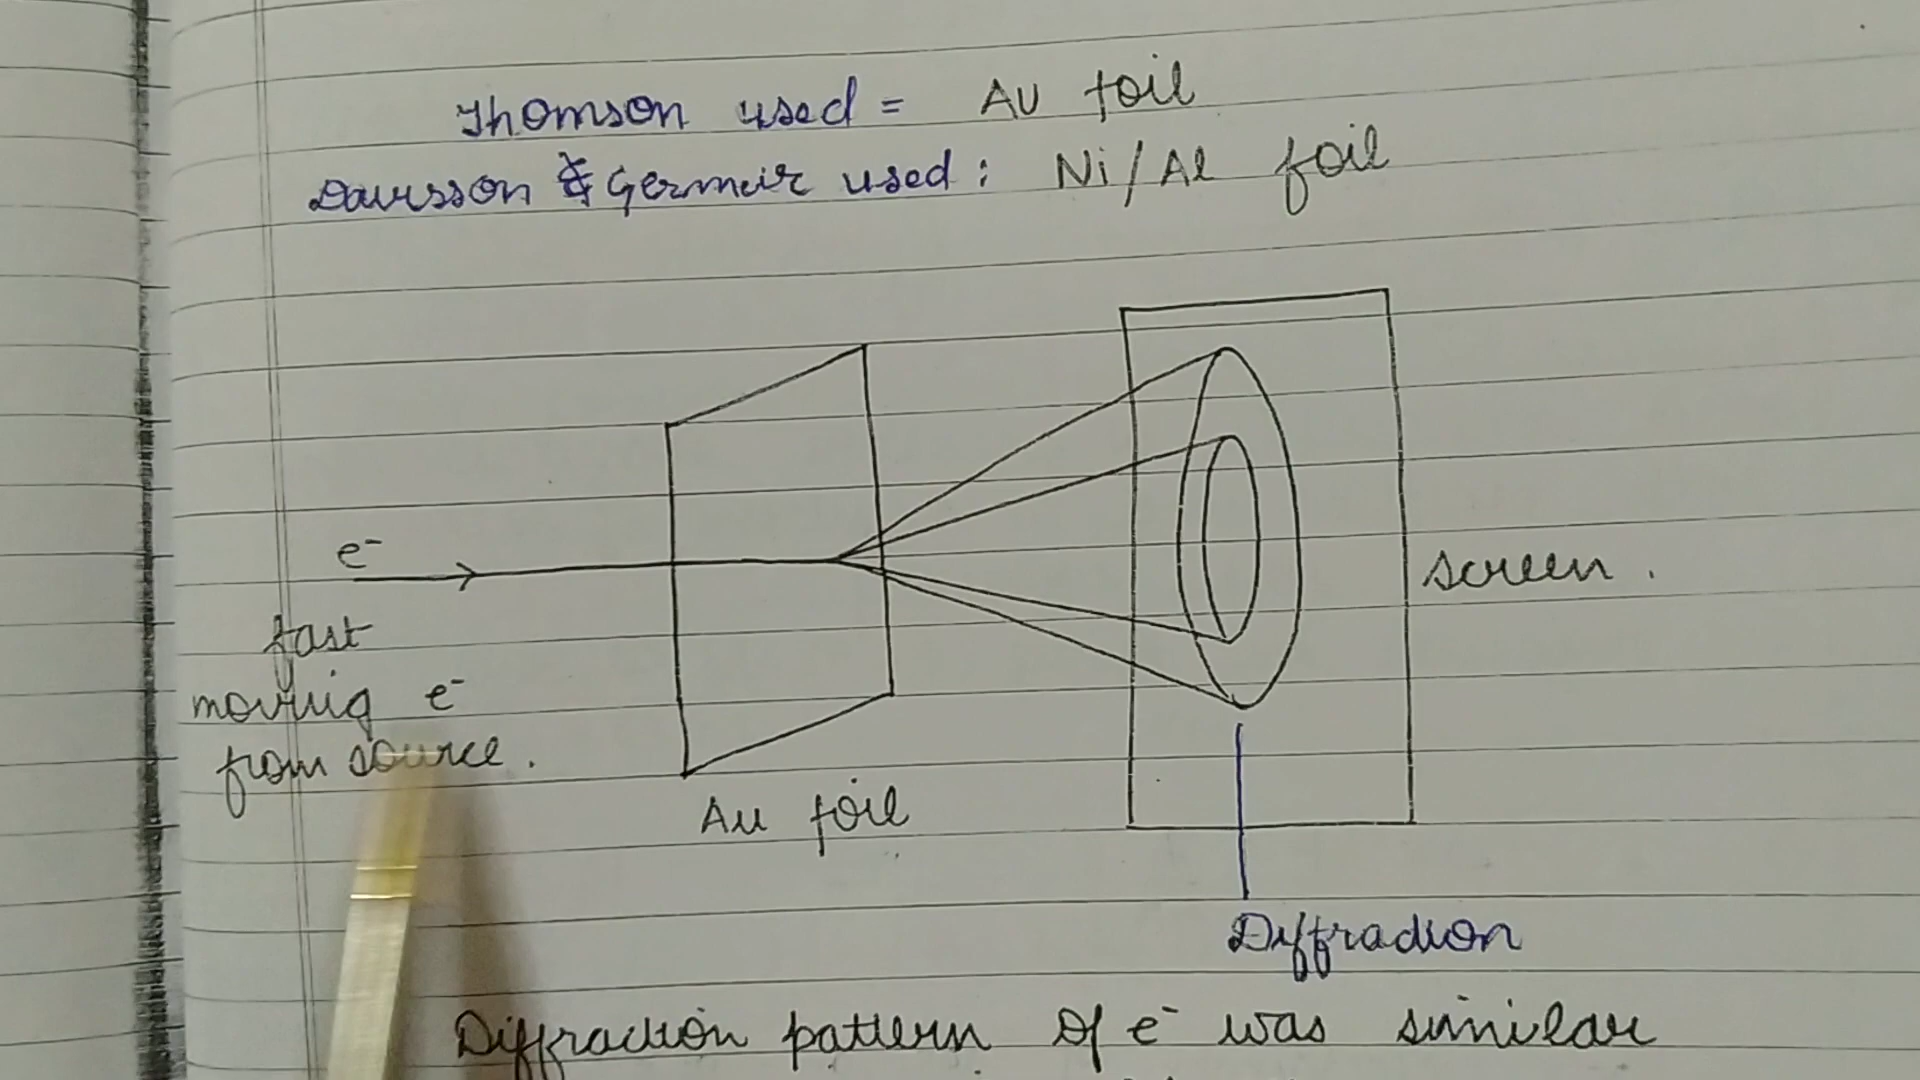 Thomson used = Au foil
Davisson & Germeir used : Ni/Al foil
e⁻
fast
moving e⁻
from source.
Au foil
screen.
Diffraction
Diffraction pattern of e⁻ was similar